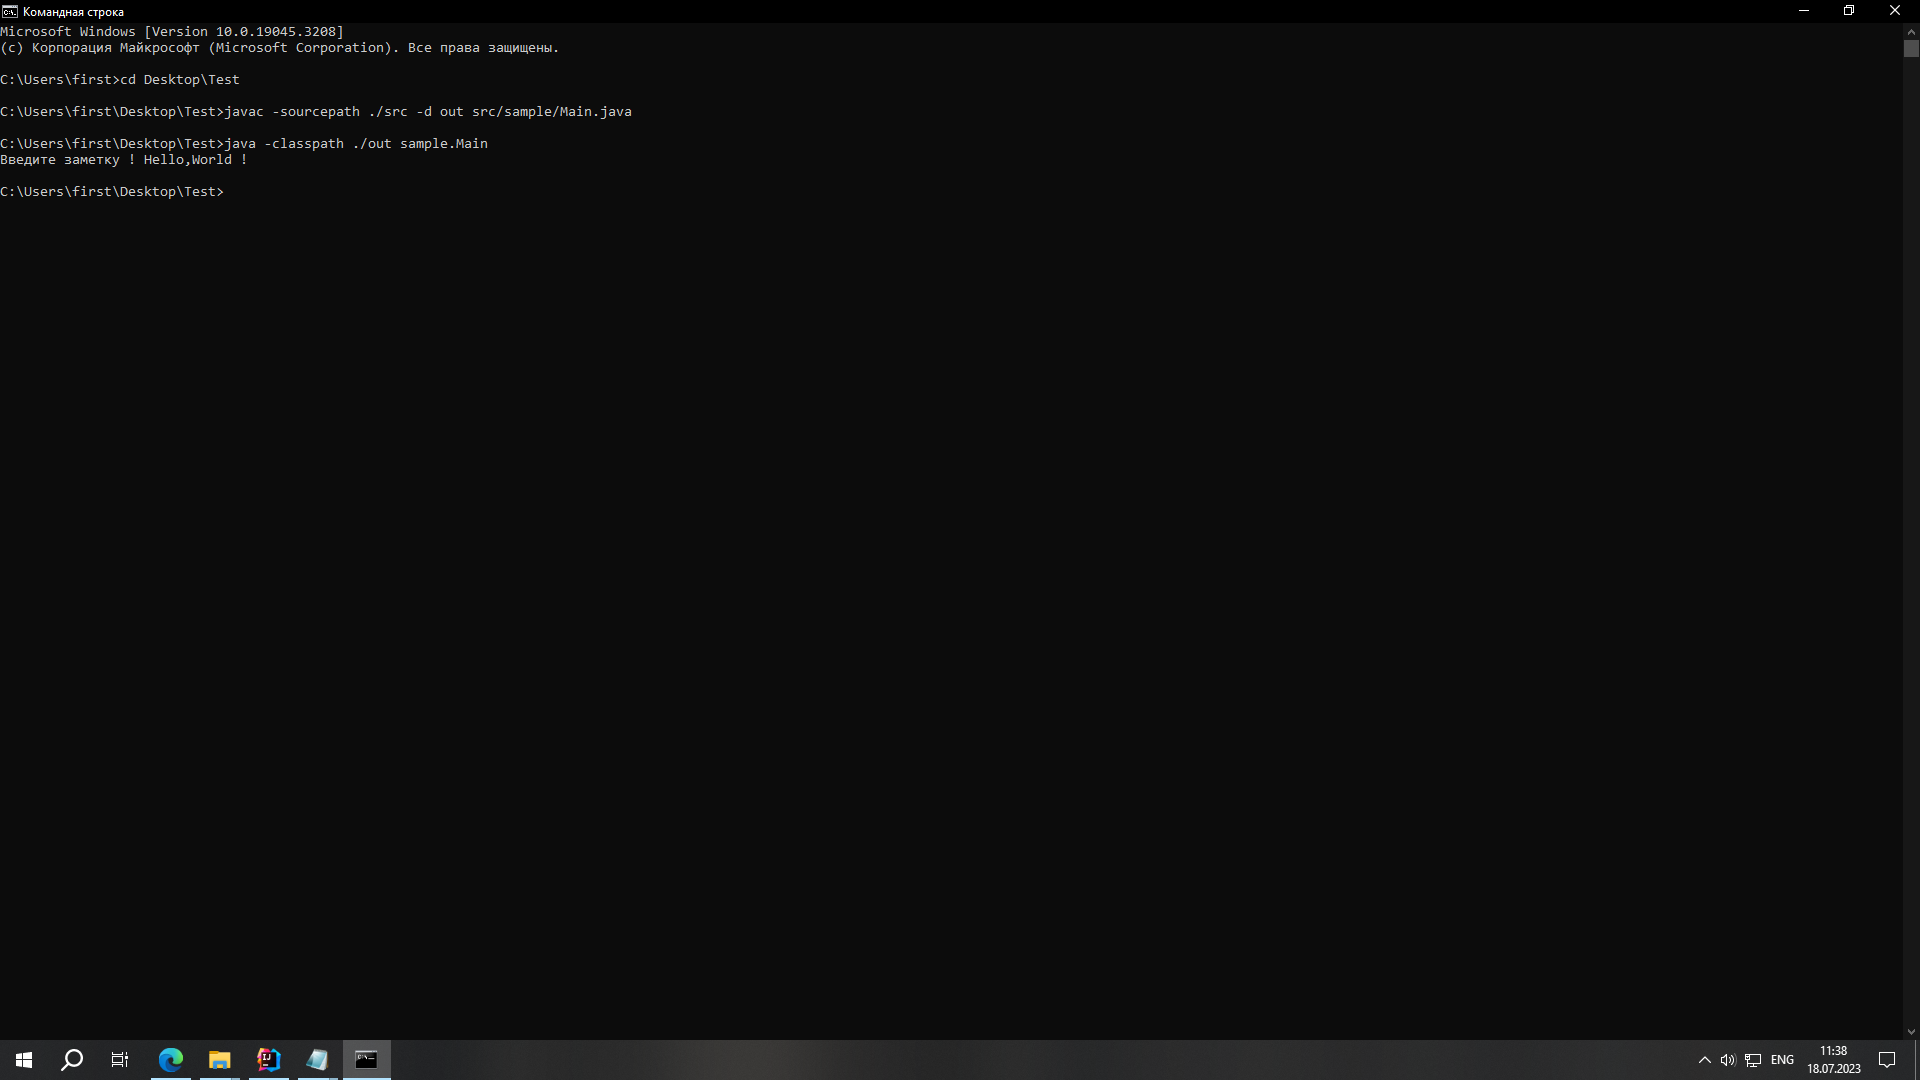 Командная строка
Microsoft Windows [Version 10.0.19045.3208]
(c) Корпорация Майкрософт (Microsoft Corporation). Все права защищены.
C:\Users\first>cd Desktop\Test
C:\Users\first\Desktop\Test>javac -sourcepath ./src -d out src/sample/Main.java
C:\Users\first\Desktop\Test>java -classpath ./out sample.Main
Введите заметку ! Hello,World !
C:\Users\first\Desktop\Test>
ENG
11:38
18.07.2023